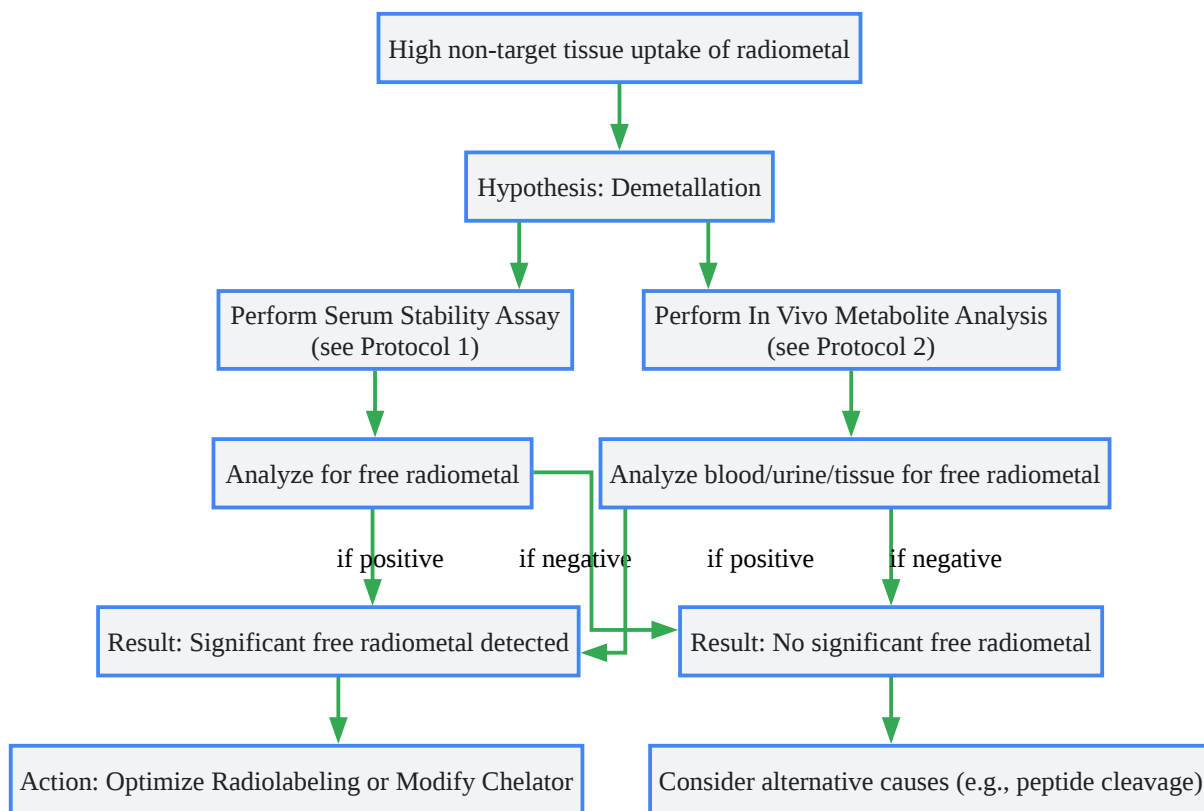 High non-target tissue uptake of radiometal
Hypothesis: Demetallation
Perform Serum Stability Assay
(see Protocol 1)
Perform In Vivo Metabolite Analysis
(see Protocol 2)
Analyze for free radiometal
Analyze blood/urine/tissue for free radiometal
if positive
if negative
if positive
if negative
Result: Significant free radiometal detected
Result: No significant free radiometal
Action: Optimize Radiolabeling or Modify Chelator
Consider alternative causes (e.g., peptide cleavage)